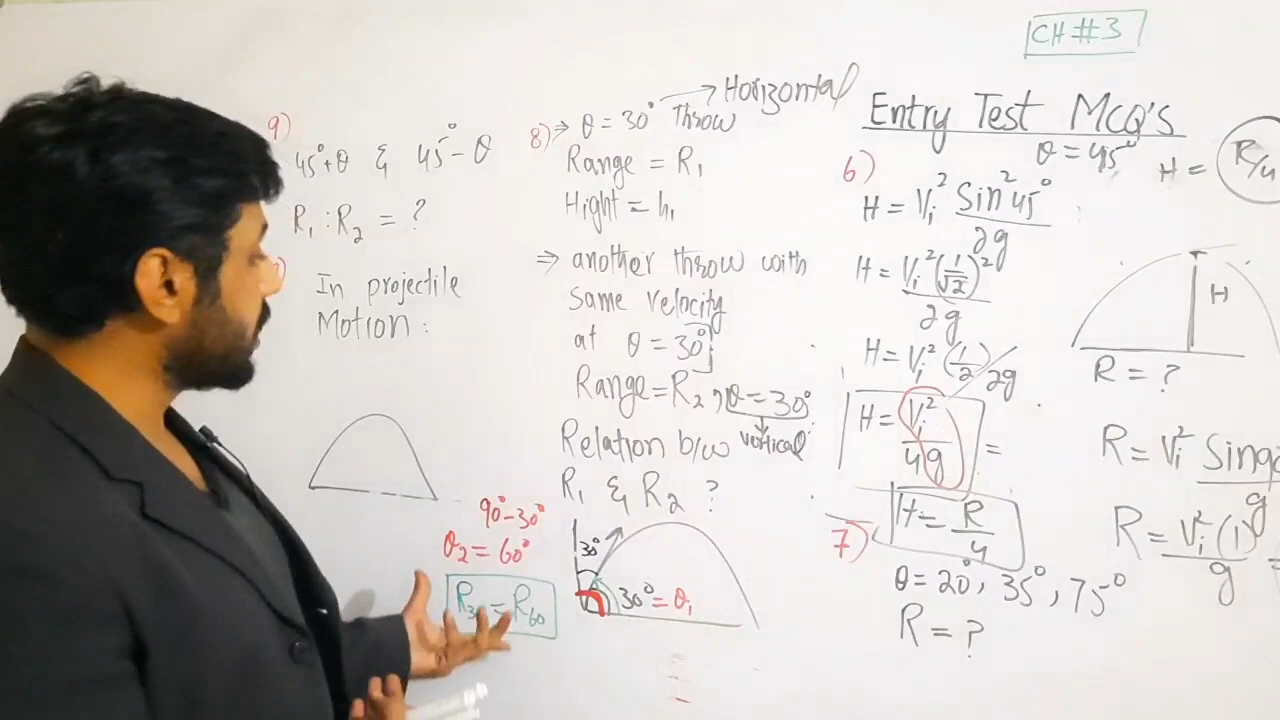 CH#3
Entry Test MCQ's
9)
45°+θ & 45°-θ
R₁:R₂ = ?
In projectile
Motion:
90°-30°
θ₂=60°
=R₆₀
8)⇒ θ=30° Throw → Horizontal
Range = R₁
Hight = h₁
⇒ another throw with
same velocity
at θ=30°
Range=R₂, θ=30°
Relation b/w vertical
R₁ & R₂ ?
30°
30°=θ₁
6)
θ=45°
H = R/4
H = Vi² Sin²45° / 2g
H = Vi²(1/√2)² / 2g
H = Vi²(1/2)/2g
H = Vi²/4g =
H = R/4
H
R = ?
R = Vi² Sin / g
R = Vi²(1) / g =
7)
θ=20°, 35°, 75°
R = ?